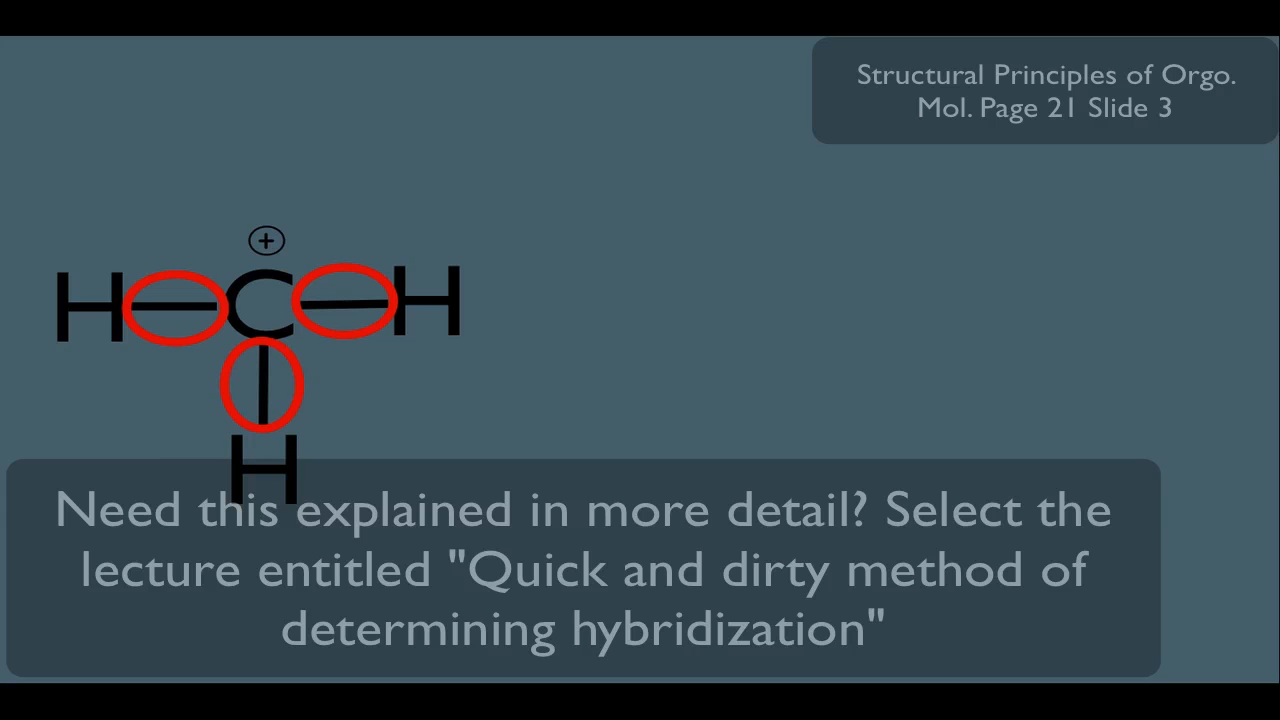 Structural Principles of Orgo.
Mol. Page 21 Slide 3
+
H C H
H
Need this explained in more detail? Select the
lecture entitled "Quick and dirty method of
determining hybridization"